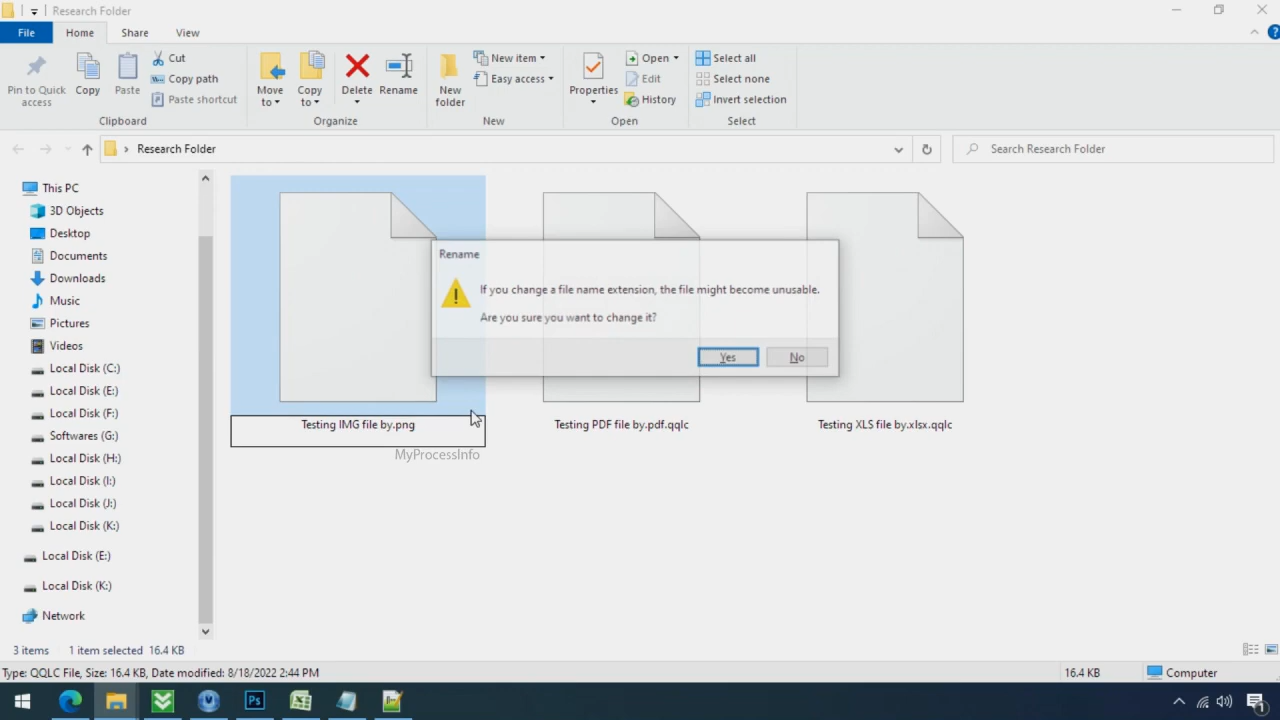 Research Folder
File
Home
Share
View
Pin to Quick access
Copy
Paste
Cut
Copy path
Paste shortcut
Move to
Copy to
Delete
Rename
New folder
New item
Easy access
Properties
Open
Edit
History
Select all
Select none
Invert selection
Clipboard
Organize
New
Open
Select
Research Folder
Search Research Folder
This PC
3D Objects
Desktop
Documents
Downloads
Music
Pictures
Videos
Local Disk (C:)
Local Disk (E:)
Local Disk (F:)
Softwares (G:)
Local Disk (H:)
Local Disk (I:)
Local Disk (J:)
Local Disk (K:)
Local Disk (E:)
Local Disk (K:)
Network
Rename
If you change a file name extension, the file might become unusable.
Are you sure you want to change it?
Yes
No
Testing IMG file by.png
Testing PDF file by.pdf.qqlc
Testing XLS file by.xlsx.qqlc
MyProcessInfo
3 items
1 item selected 16.4 KB
Type: QQLC File, Size: 16.4 KB, Date modified: 8/18/2022 2:44 PM
16.4 KB
Computer
Ps
1